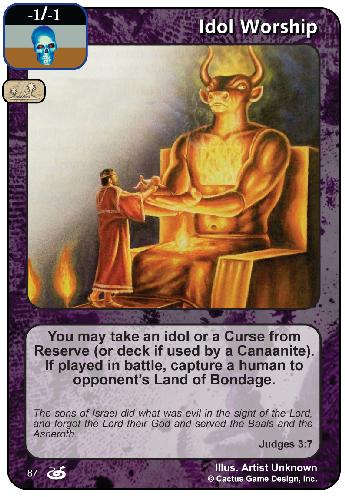 -1/-1
Idol Worship
You may take an idol or a Curse from
Reserve (or deck if used by a Canaanite).
If played in battle, capture a human to
opponent's Land of Bondage.
The sons of Israel did what was evil in the sight of the Lord,
and forgot the Lord their God and served the Baals and the
Asheroth.
Judges 3:7
87
Illus. Artist Unknown
© Cactus Game Design, Inc.